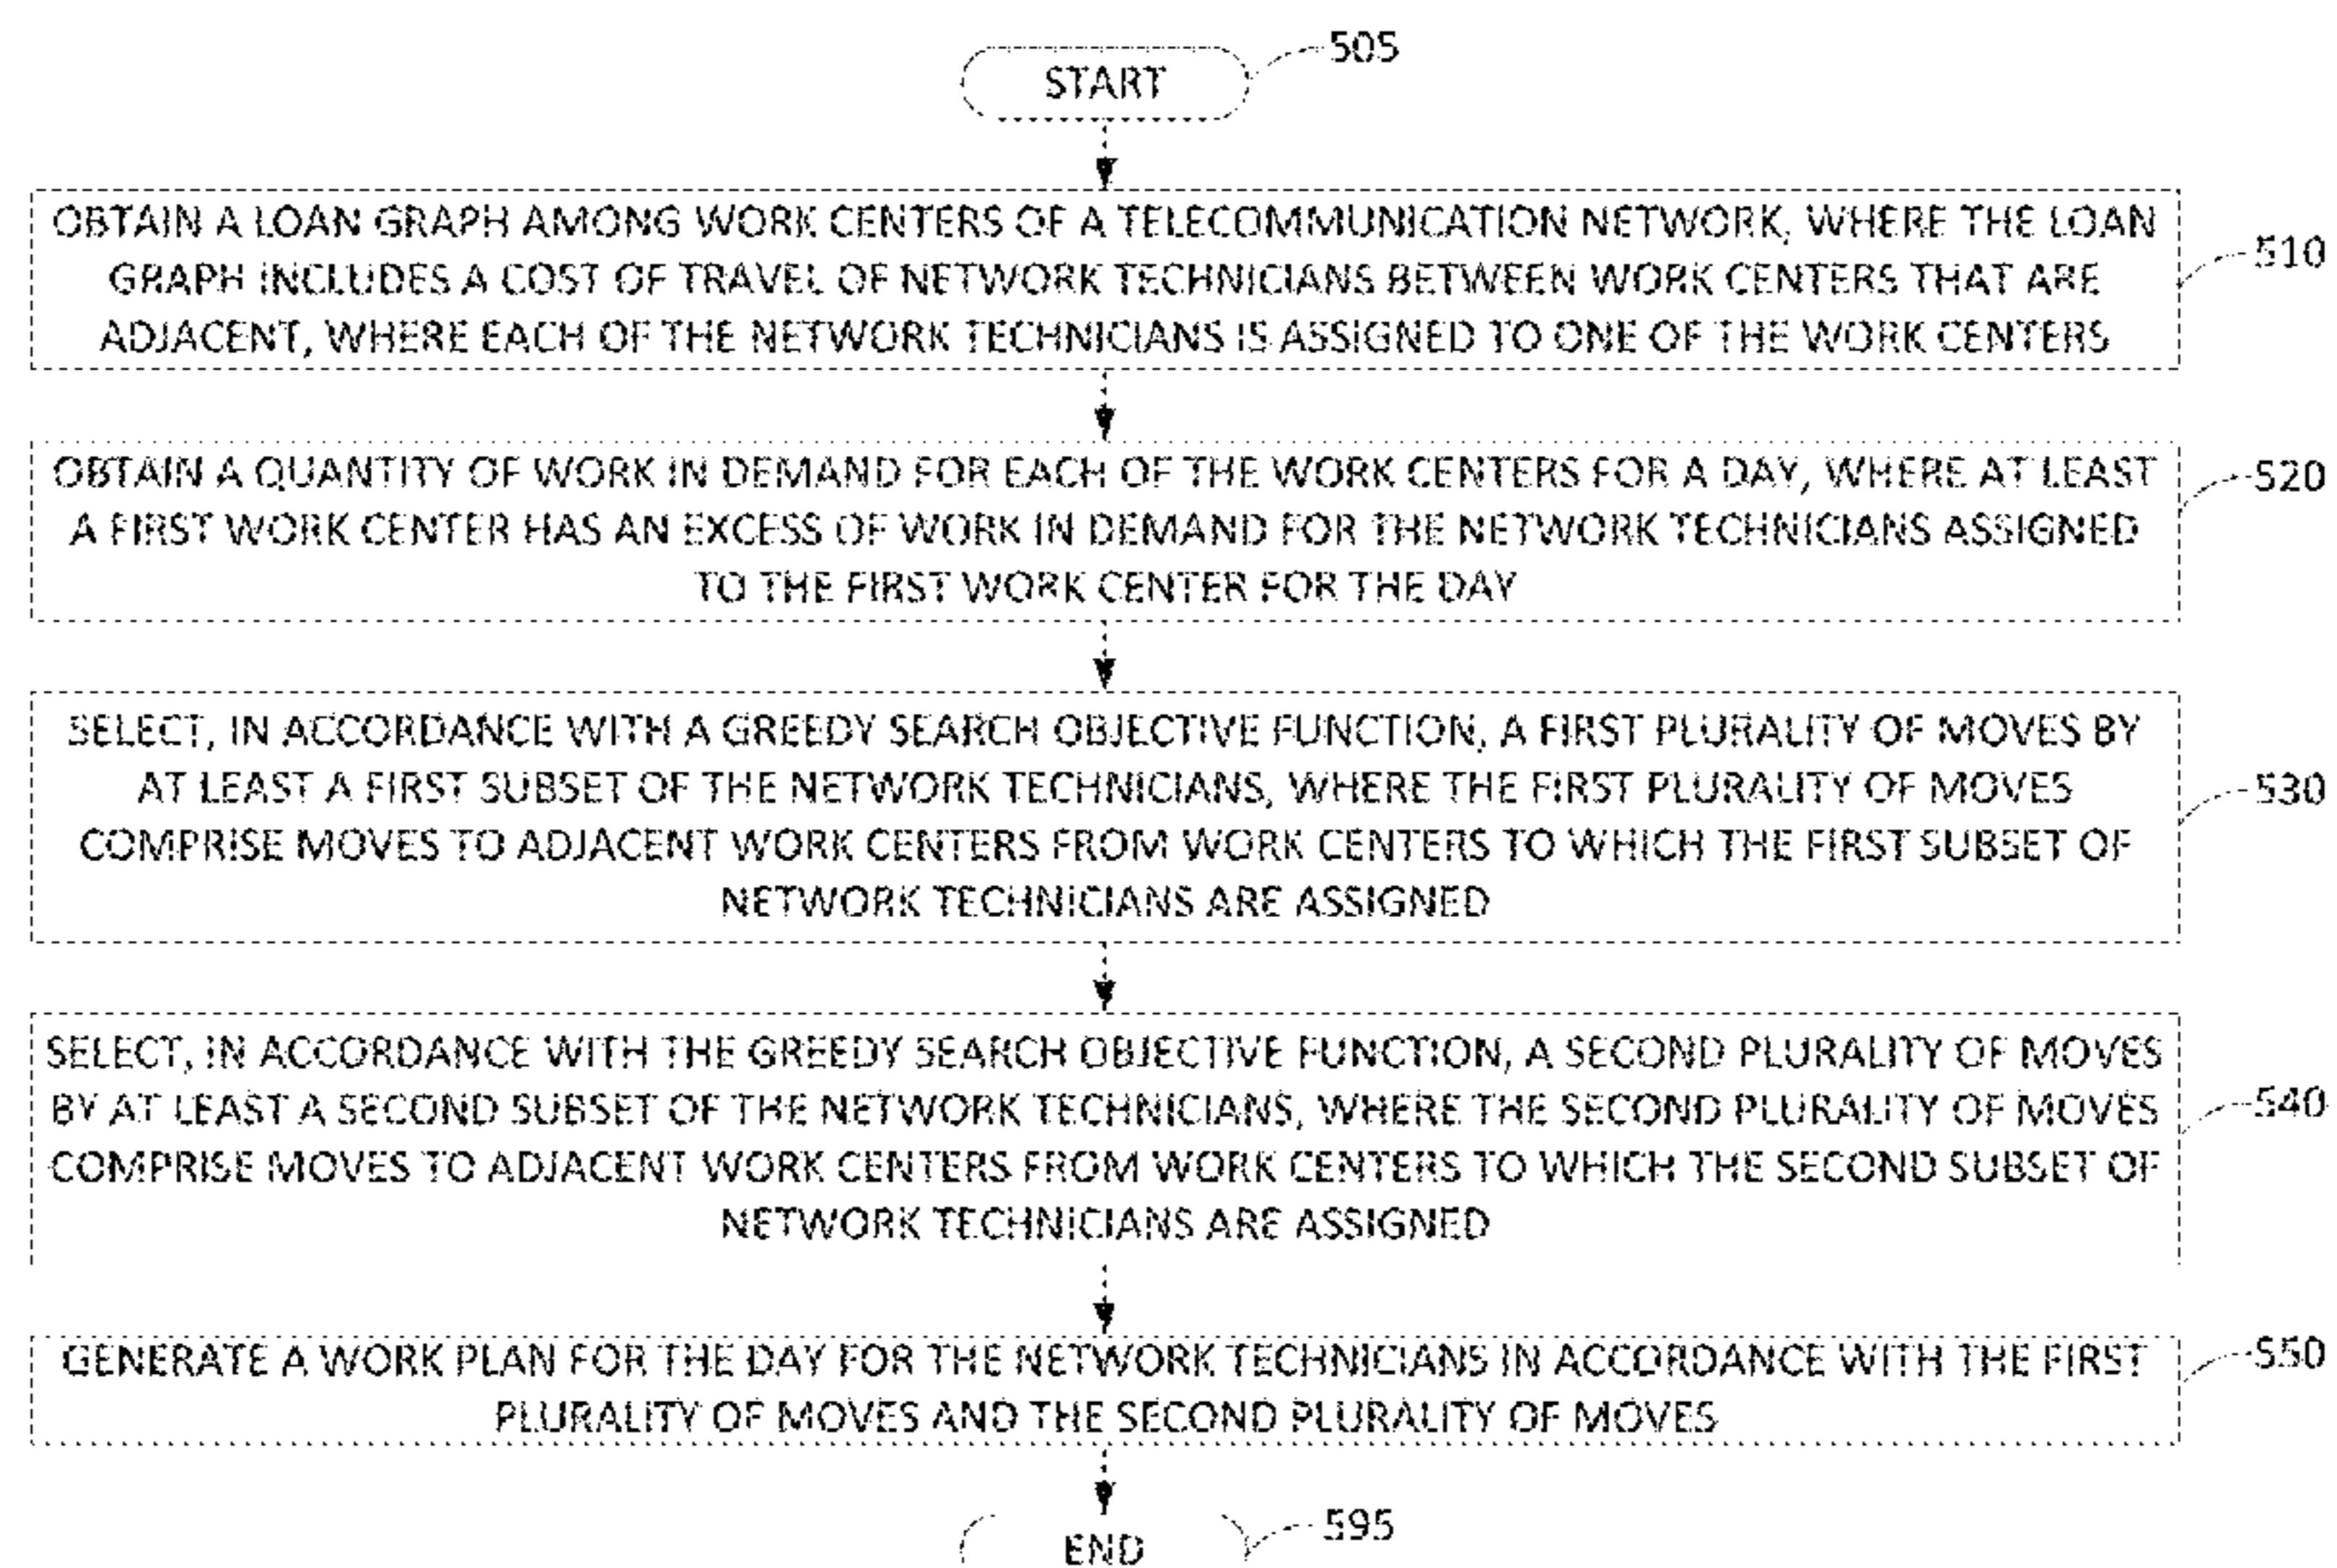 505
START
OBTAIN A LOAN GRAPH AMONG WORK CENTERS OF A TELECOMMUNICATION NETWORK, WHERE THE LOAN
GRAPH INCLUDES A COST OF TRAVEL OF NETWORK TECHNICIANS BETWEEN WORK CENTERS THAT ARE
ADJACENT, WHERE EACH OF THE NETWORK TECHNICIANS IS ASSIGNED TO ONE OF THE WORK CENTERS
510
OBTAIN A QUANTITY OF WORK IN DEMAND FOR EACH OF THE WORK CENTERS FOR A DAY, WHERE AT LEAST
A FIRST WORK CENTER HAS AN EXCESS OF WORK IN DEMAND FOR THE NETWORK TECHNICIANS ASSIGNED
TO THE FIRST WORK CENTER FOR THE DAY
520
SELECT, IN ACCORDANCE WITH A GREEDY SEARCH OBJECTIVE FUNCTION, A FIRST PLURALITY OF MOVES BY
AT LEAST A FIRST SUBSET OF THE NETWORK TECHNICIANS, WHERE THE FIRST PLURALITY OF MOVES
COMPRISE MOVES TO ADJACENT WORK CENTERS FROM WORK CENTERS TO WHICH THE FIRST SUBSET OF
NETWORK TECHNICIANS ARE ASSIGNED
530
SELECT, IN ACCORDANCE WITH THE GREEDY SEARCH OBJECTIVE FUNCTION, A SECOND PLURALITY OF MOVES
BY AT LEAST A SECOND SUBSET OF THE NETWORK TECHNICIANS, WHERE THE SECOND PLURALITY OF MOVES
COMPRISE MOVES TO ADJACENT WORK CENTERS FROM WORK CENTERS TO WHICH THE SECOND SUBSET OF
NETWORK TECHNICIANS ARE ASSIGNED
540
GENERATE A WORK PLAN FOR THE DAY FOR THE NETWORK TECHNICIANS IN ACCORDANCE WITH THE FIRST
PLURALITY OF MOVES AND THE SECOND PLURALITY OF MOVES
550
595
END